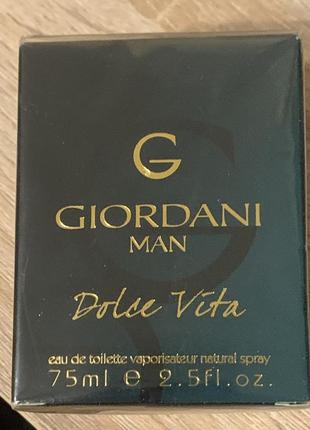 G
GIORDANI
MAN
Dolce Vita
eau de toilette vaporisateur natural spray
75ml e 2.5fl.oz.